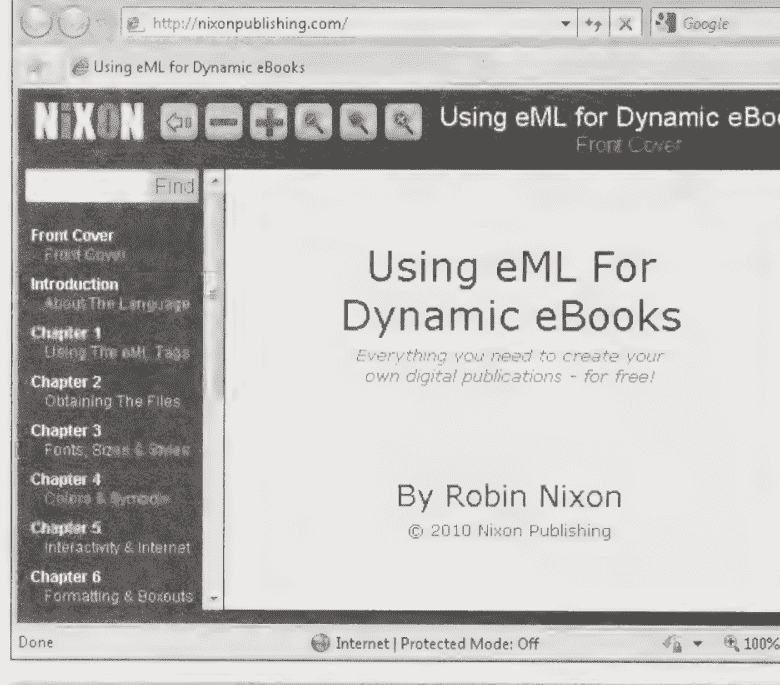 http://nixonpublishing.com/
Google
Using eML for Dynamic eBooks
NiXON
Using eML for Dynamic eBo
Front Cover
Find
Front Cover
Front Cover
Introduction
About The Language
Chapter 1
Using The eML Tags
Chapter 2
Obtaining The Files
Chapter 3
Fonts, Sizes & Styles
Chapter 4
Colors & Symbols
Chapter 5
Interactivity & Internet
Chapter 6
Formatting & Boxouts
Using eML For
Dynamic eBooks
Everything you need to create your
own digital publications - for free!
By Robin Nixon
© 2010 Nixon Publishing
Done
Internet | Protected Mode: Off
100%